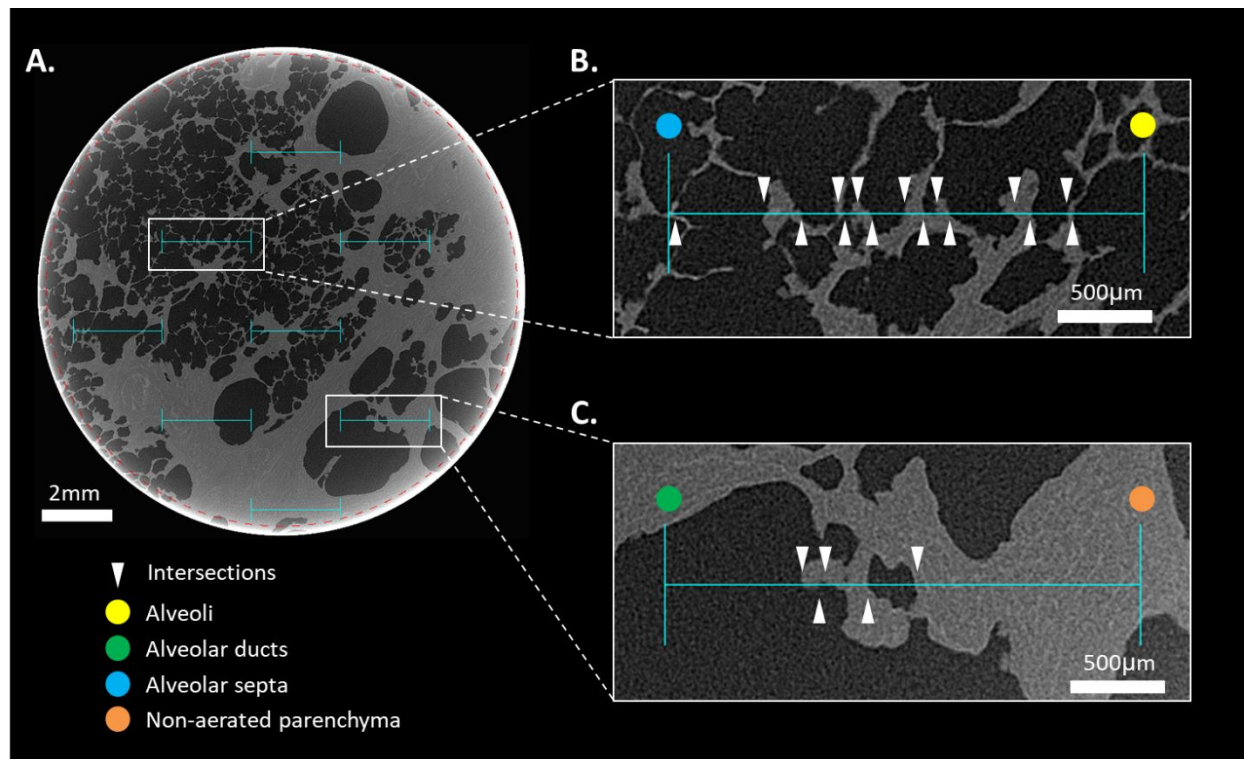 A.
B.
500µm
C.
2mm
500µm
Intersections
Alveoli
Alveolar ducts
Alveolar septa
Non-aerated parenchyma